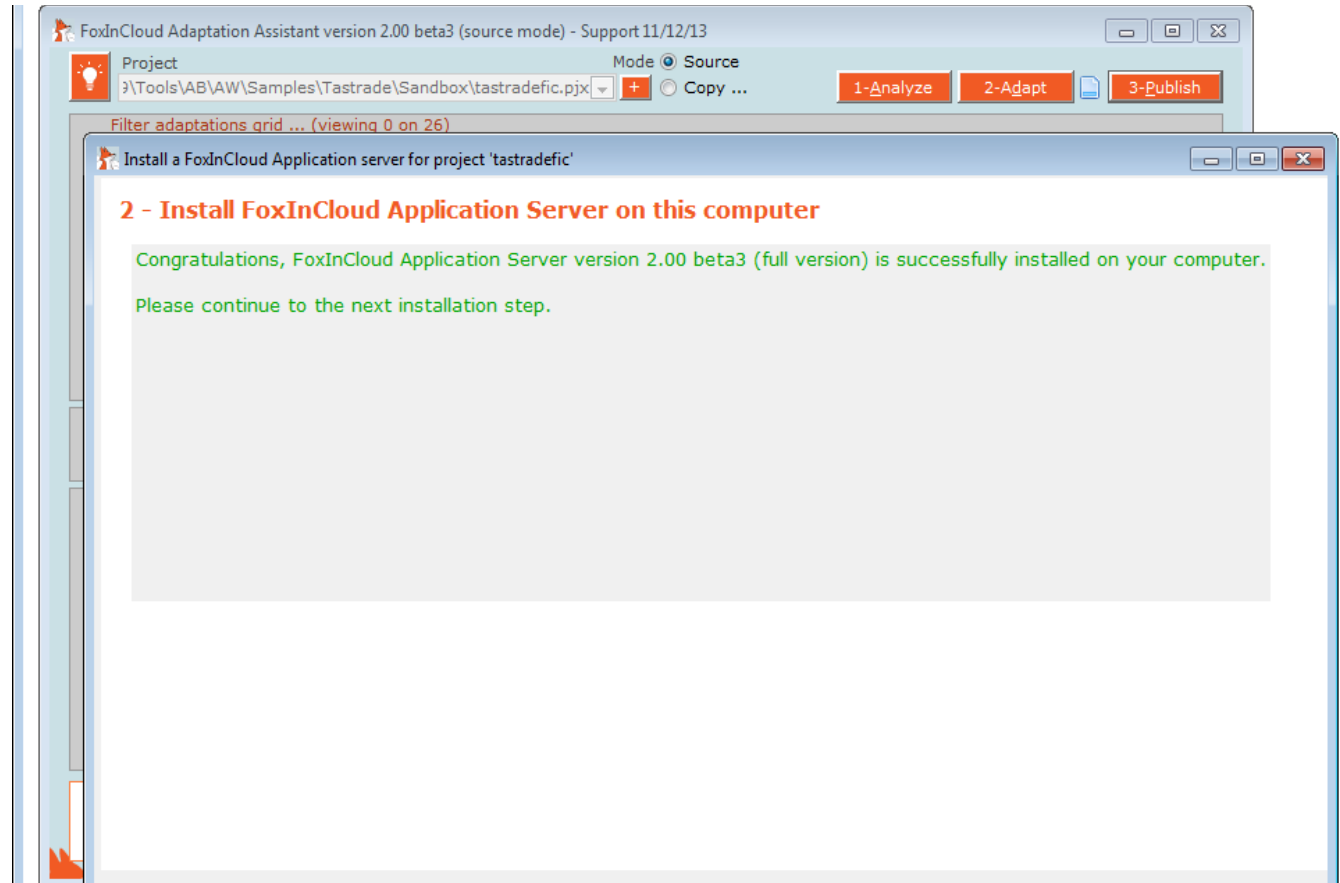 FoxInCloud Adaptation Assistant version 2.00 beta3 (source mode) - Support 11/12/13
Project
Mode Source
\Tools\AB\AW\Samples\Tastrade\Sandbox\tastradefic.pjx
+
Copy ...
1-Analyze
2-Adapt
3-Publish
Filter adaptations grid ... (viewing 0 on 26)
Install a FoxInCloud Application server for project 'tastradefic'
2 - Install FoxInCloud Application Server on this computer
Congratulations, FoxInCloud Application Server version 2.00 beta3 (full version) is successfully installed on your computer.
Please continue to the next installation step.